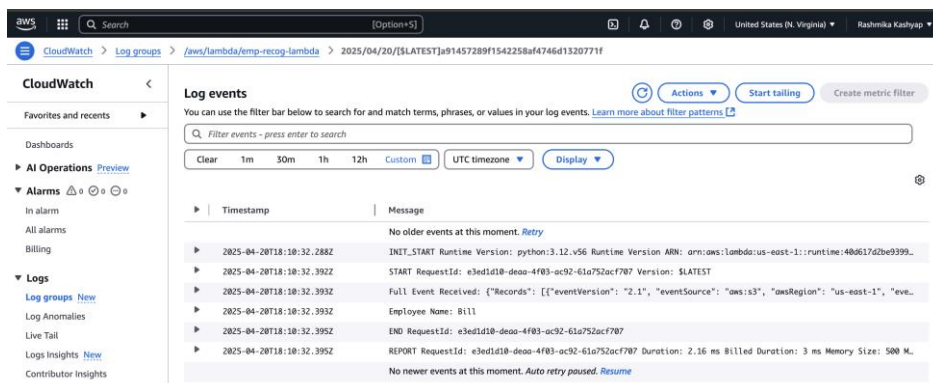 aws
Search
[Option+S]
United States (N. Virginia) ▼
Rashmika Kashyap ▼
CloudWatch > Log groups > /aws/lambda/emp-recog-lambda > 2025/04/20/[$LATEST]a91457289f1542258af4746d1320771f
CloudWatch
Favorites and recents
Dashboards
AI Operations Preview
Alarms 0 0 0
In alarm
All alarms
Billing
Logs
Log groups New
Log Anomalies
Live Tail
Logs Insights New
Contributor Insights
Log events
Actions ▼
Start tailing
Create metric filter
You can use the filter bar below to search for and match terms, phrases, or values in your log events. Learn more about filter patterns
Filter events - press enter to search
Clear 1m 30m 1h 12h Custom UTC timezone ▼ Display ▼
Timestamp Message
No older events at this moment. Retry
2025-04-20T18:10:32.288Z INIT_START Runtime Version: python:3.12.v56 Runtime Version ARN: arn:aws:lambda:us-east-1::runtime:40d617d2be9399…
2025-04-20T18:10:32.392Z START RequestId: e3ed1d10-deaa-4f03-ac92-61a752acf707 Version: $LATEST
2025-04-20T18:10:32.393Z Full Event Received: {"Records": [{"eventVersion": "2.1", "eventSource": "aws:s3", "awsRegion": "us-east-1", "eve…
2025-04-20T18:10:32.393Z Employee Name: Bill
2025-04-20T18:10:32.395Z END RequestId: e3ed1d10-deaa-4f03-ac92-61a752acf707
2025-04-20T18:10:32.395Z REPORT RequestId: e3ed1d10-deaa-4f03-ac92-61a752acf707 Duration: 2.16 ms Billed Duration: 3 ms Memory Size: 500 M…
No newer events at this moment. Auto retry paused. Resume